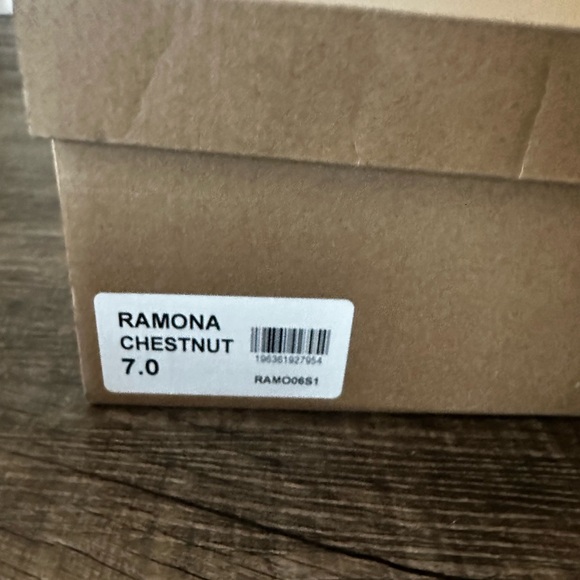 RAMONA
CHESTNUT
7.0
196361927954
RAMO06S1